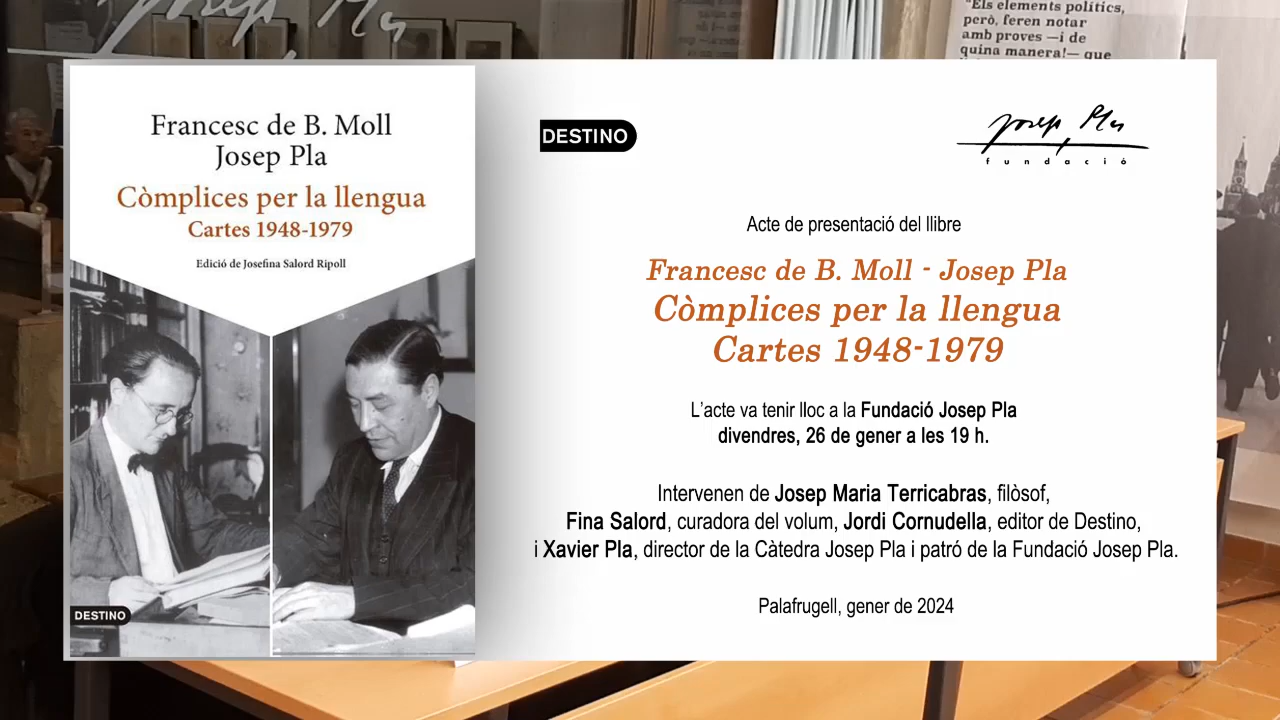 "Els elements polítics,
però, feren notar
amb proves —i de
quina manera!— que
Francesc de B. Moll
Josep Pla
Còmplices per la llengua
Cartes 1948-1979
Edició de Josefina Salord Ripoll
DESTINO
DESTINO
Josep Pla
fundació
Acte de presentació del llibre
Francesc de B. Moll - Josep Pla
Còmplices per la llengua
Cartes 1948-1979
L'acte va tenir lloc a la Fundació Josep Pla
divendres, 26 de gener a les 19 h.
Intervenen de Josep Maria Terricabras, filòsof,
Fina Salord, curadora del volum, Jordi Cornudella, editor de Destino,
i Xavier Pla, director de la Càtedra Josep Pla i patró de la Fundació Josep Pla.
Palafrugell, gener de 2024